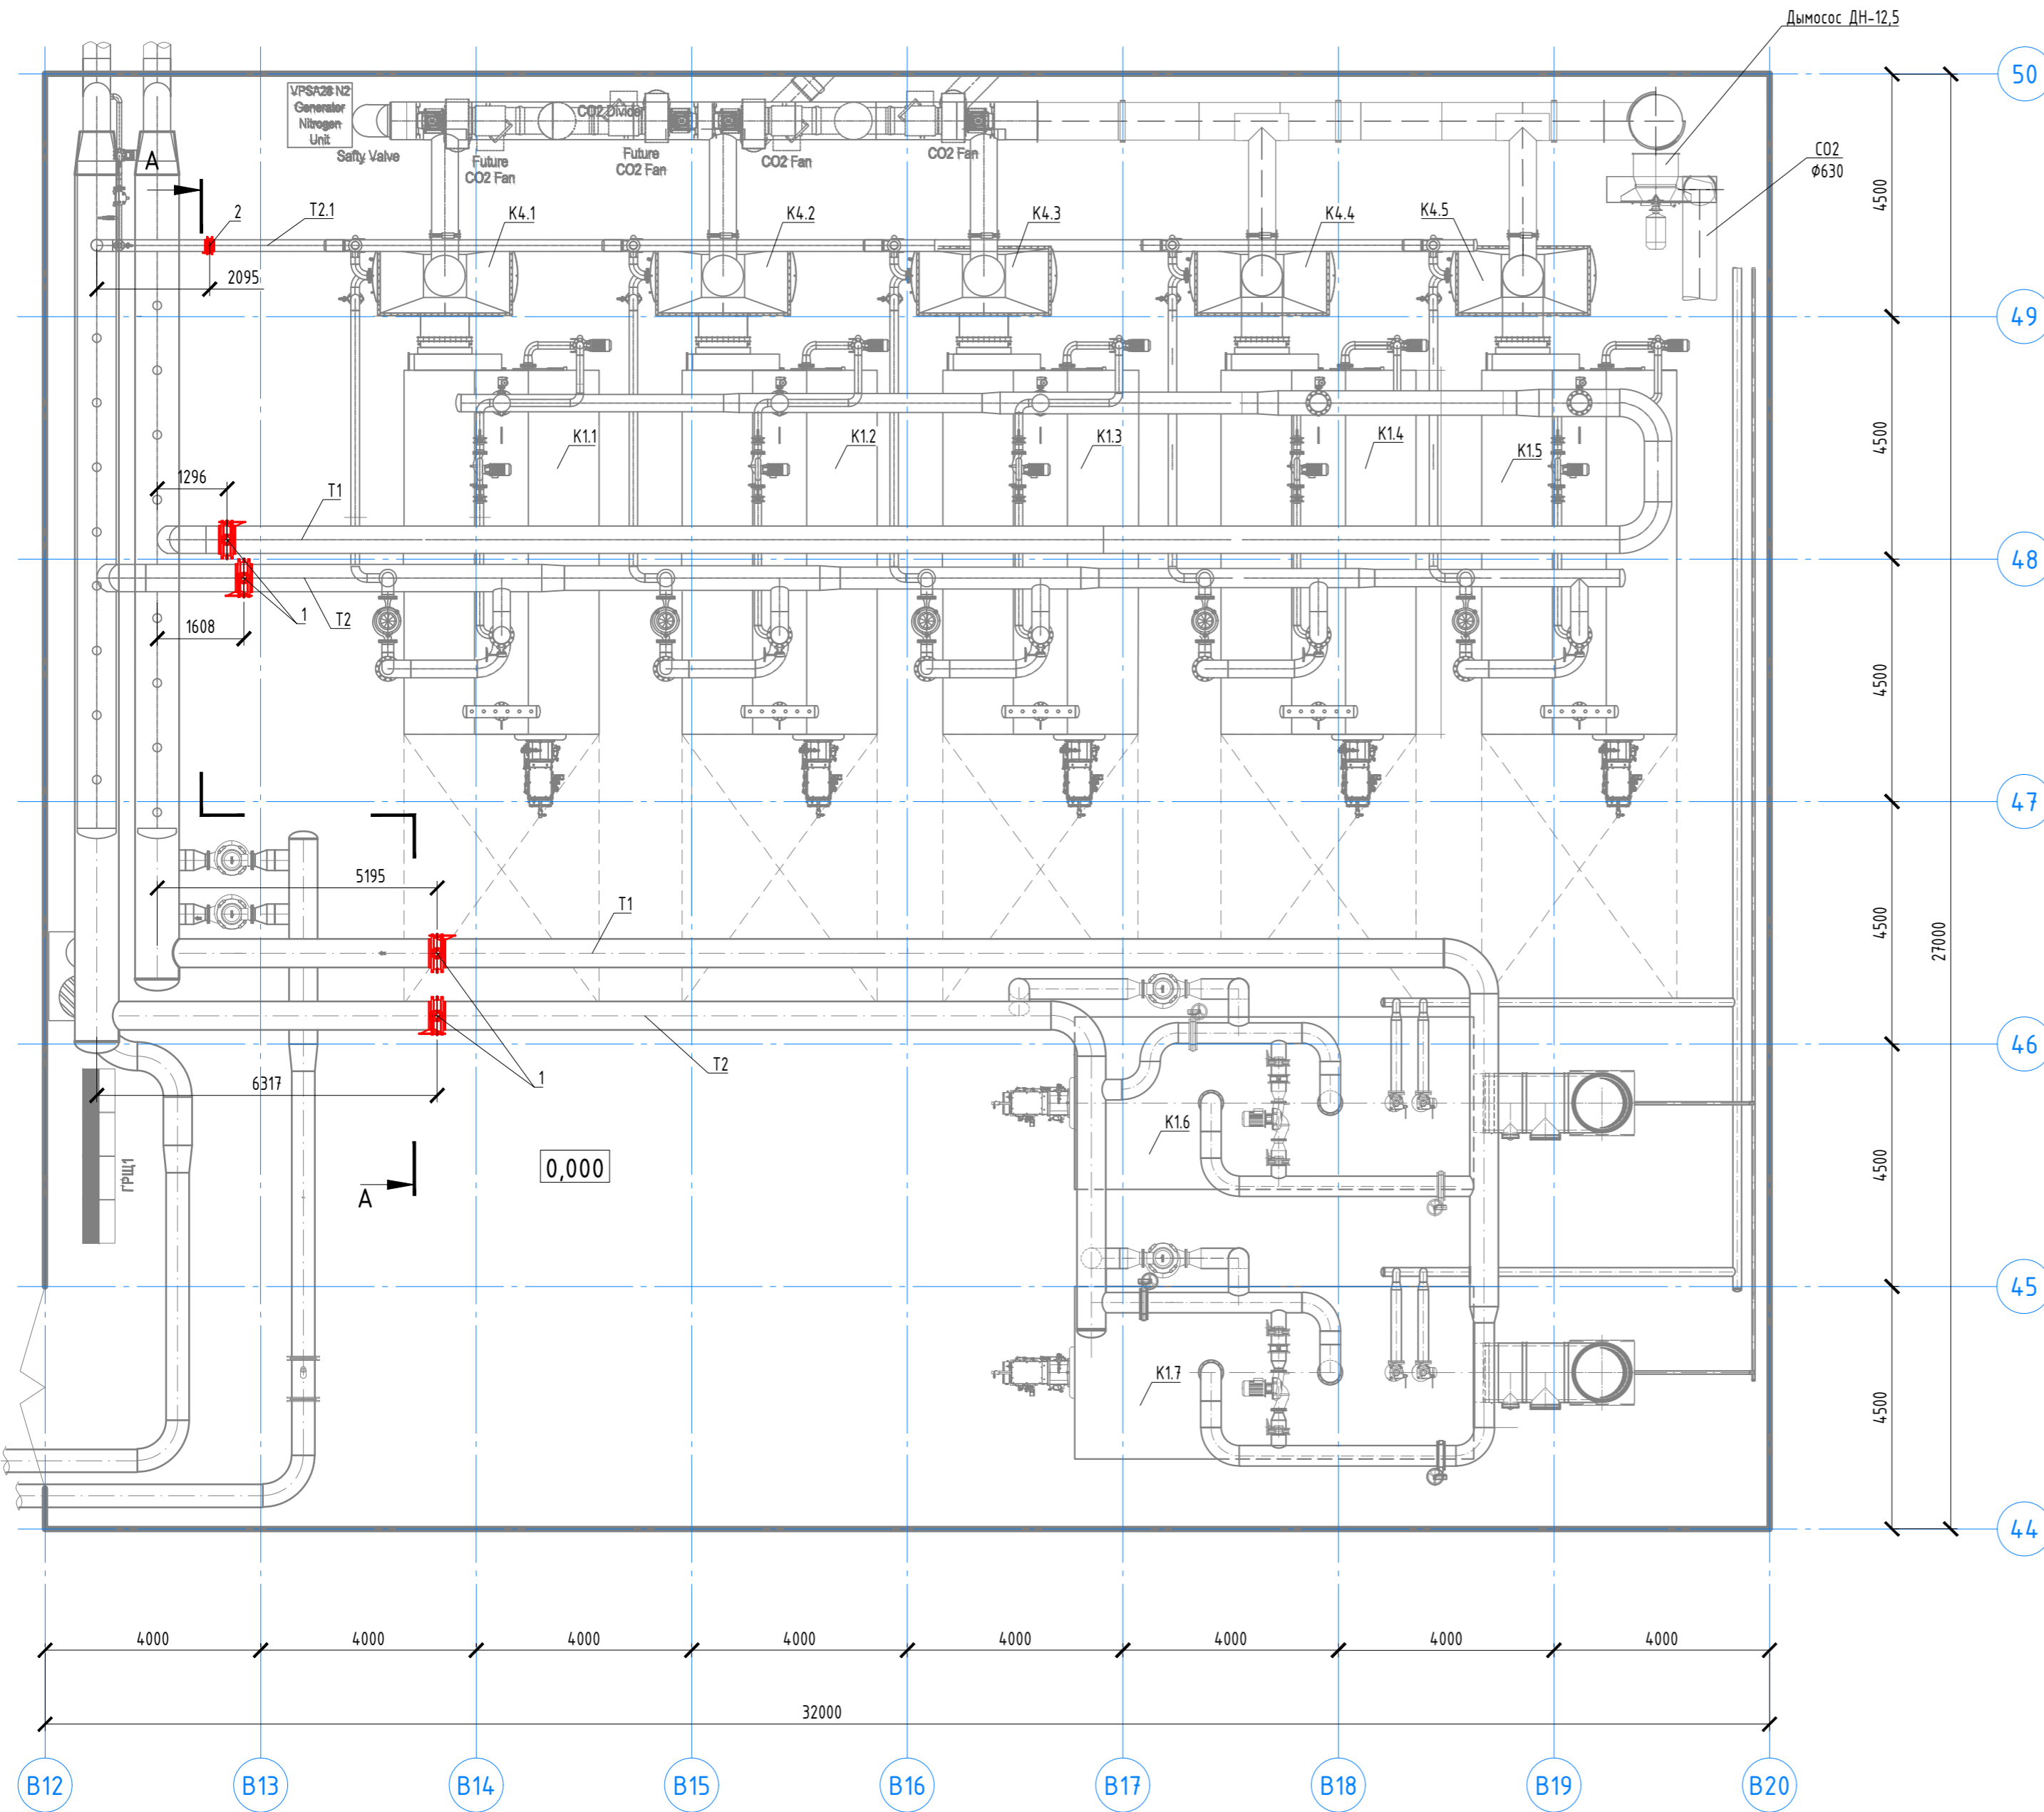 Дымосос ДН-12,5
50
VPSA28 N2
Generator
Nitrogen
Unit
CO2 Divider
Safty Valve
Future
CO2 Fan
Future
CO2 Fan
CO2 Fan
CO2 Fan
CO2
Ø630
A
2
T2.1
K4.1
K4.2
K4.3
K4.4
K4.5
4500
2095
49
K1.1
K1.2
K1.3
K1.4
K1.5
4500
1296
T1
48
1
T2
1608
4500
47
5195
T1
4500
27000
46
6317
1
T2
K1.6
ГРЩ1
A
0,000
4500
45
K1.7
4500
44
4000
4000
4000
4000
4000
4000
4000
4000
32000
B12
B13
B14
B15
B16
B17
B18
B19
B20